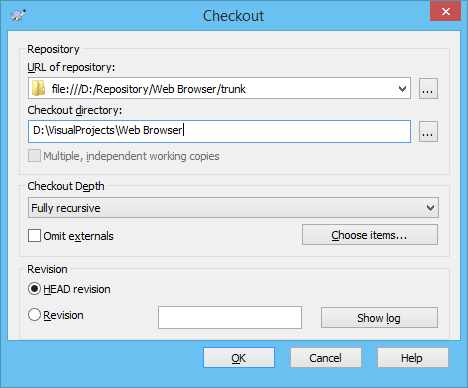 Checkout
Repository
URL of repository:
file:///D:/Repository/Web Browser/trunk
...
Checkout directory:
D:\VisualProjects\Web Browser
...
Multiple, independent working copies
Checkout Depth
Fully recursive
Omit externals
Choose items...
Revision
HEAD revision
Revision
Show log
OK
Cancel
Help